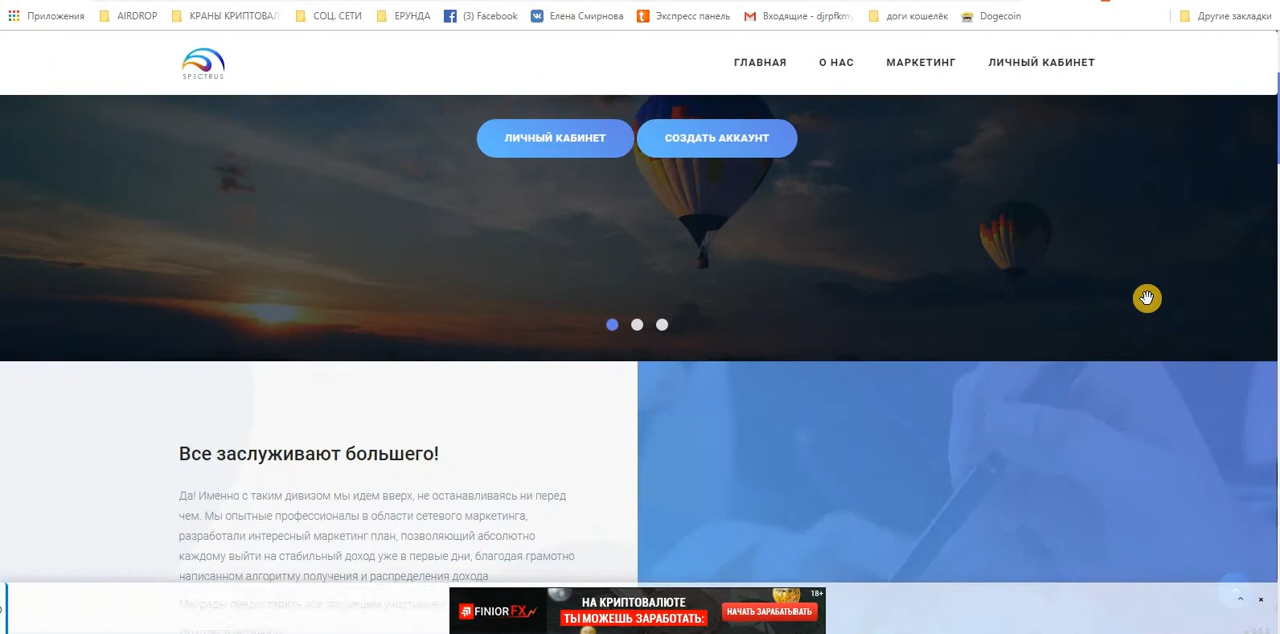 Приложения AIRDROP КРАНЫ КРИПТОВАЛ СОЦ. СЕТИ ЕРУНДА (3) Facebook Елена Смирнова Экспресс панель Входящие - djrpfkmy доги кошелёк Dogecoin Другие закладки
SPECTRUS
ГЛАВНАЯ О НАС МАРКЕТИНГ ЛИЧНЫЙ КАБИНЕТ
ЛИЧНЫЙ КАБИНЕТ СОЗДАТЬ АККАУНТ
Все заслуживают большего!
Да! Именно с таким дивизом мы идем вверх, не останавливаясь ни перед
чем. Мы опытные профессионалы в области сетевого маркетинга,
разработали интересный маркетинг план, позволяющий абсолютно
каждому выйти на стабильный доход уже в первые дни, благодая грамотно
написанном алгоритму получения и распределения дохода
FINIOR FX
НА КРИПТОВАЛЮТЕ
ТЫ МОЖЕШЬ ЗАРАБОТАТЬ:
18+
НАЧАТЬ ЗАРАБАТЫВАТЬ